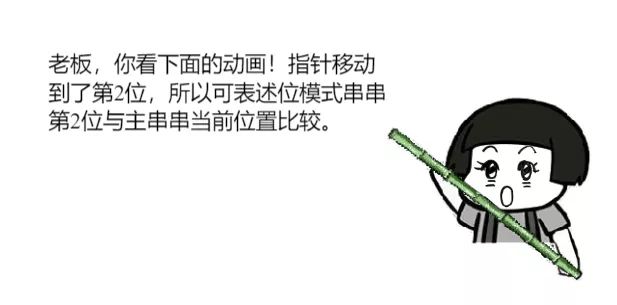 老板，你看下面的动画！指针移动
到了第2位，所以可表述位模式串串
第2位与主串串当前位置比较。